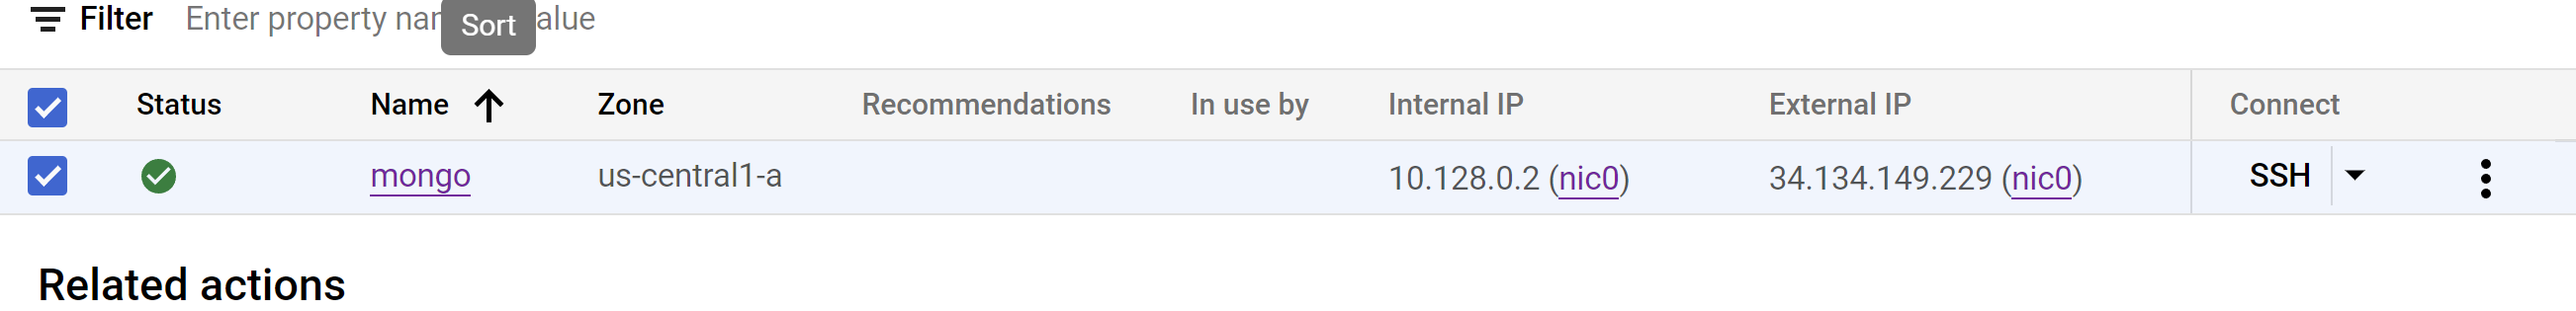 Filter Enter property nar Sort alue
Status Name Zone Recommendations In use by Internal IP External IP Connect
mongo us-central1-a 10.128.0.2 (nic0) 34.134.149.229 (nic0) SSH
Related actions